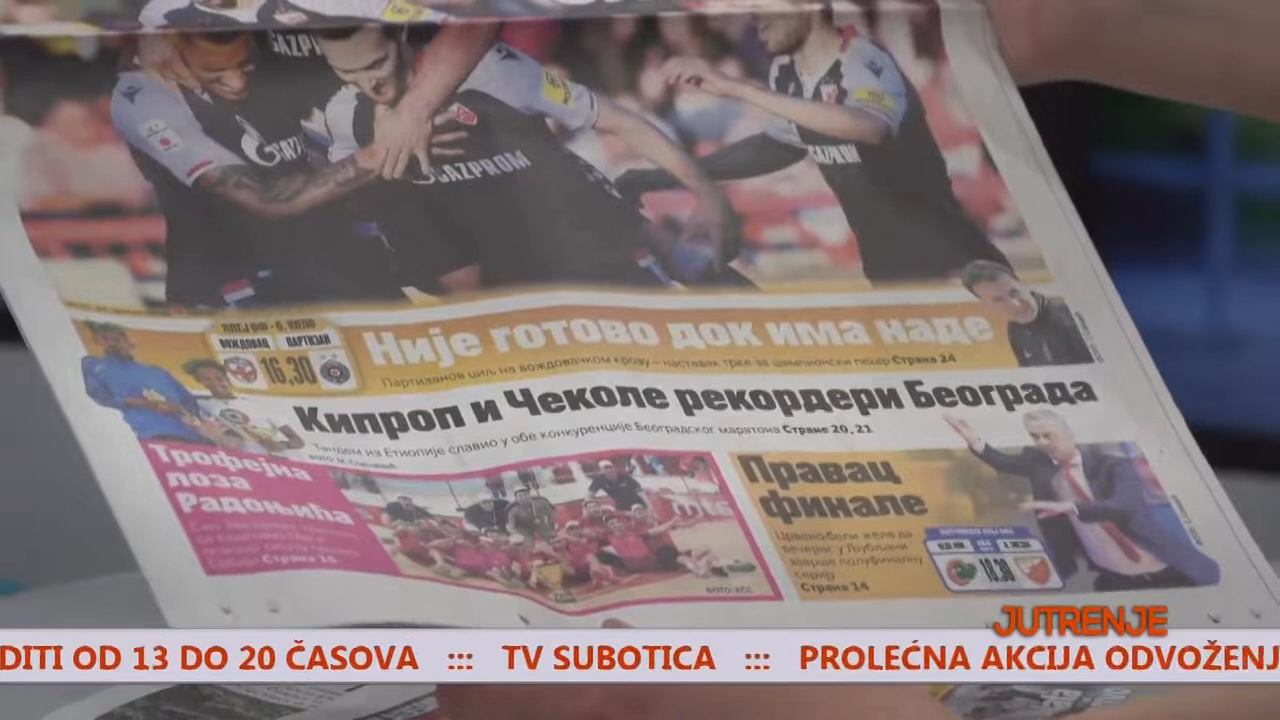 GAZPROM
GAZPROM
ПЛЕЈ ОФ - 6. КОЛО
ВОЖДОВАЦ ПАРТИЗАН
16,30
Није готово док има наде
Партизанов циљ на вождовачком крову – наставак трке за шампионски пехар Страна 24
Кипроп и Чеколе рекордери Београда
Тандем из Етиопије славио у обе конкуренције Београдског маратона Стране 20, 21
Трофејна
лоза
Радоњића
Страна 16
ФОТО: КСС
Правац
финале
Црвено-бели желе да
вечерас у Љубљани
заврше полуфиналну
серију
Страна 14
18.30
JUTRENJE
DITI OD 13 DO 20 ČASOVA ::: TV SUBOTICA ::: PROLEĆNA AKCIJA ODVOŽENJ